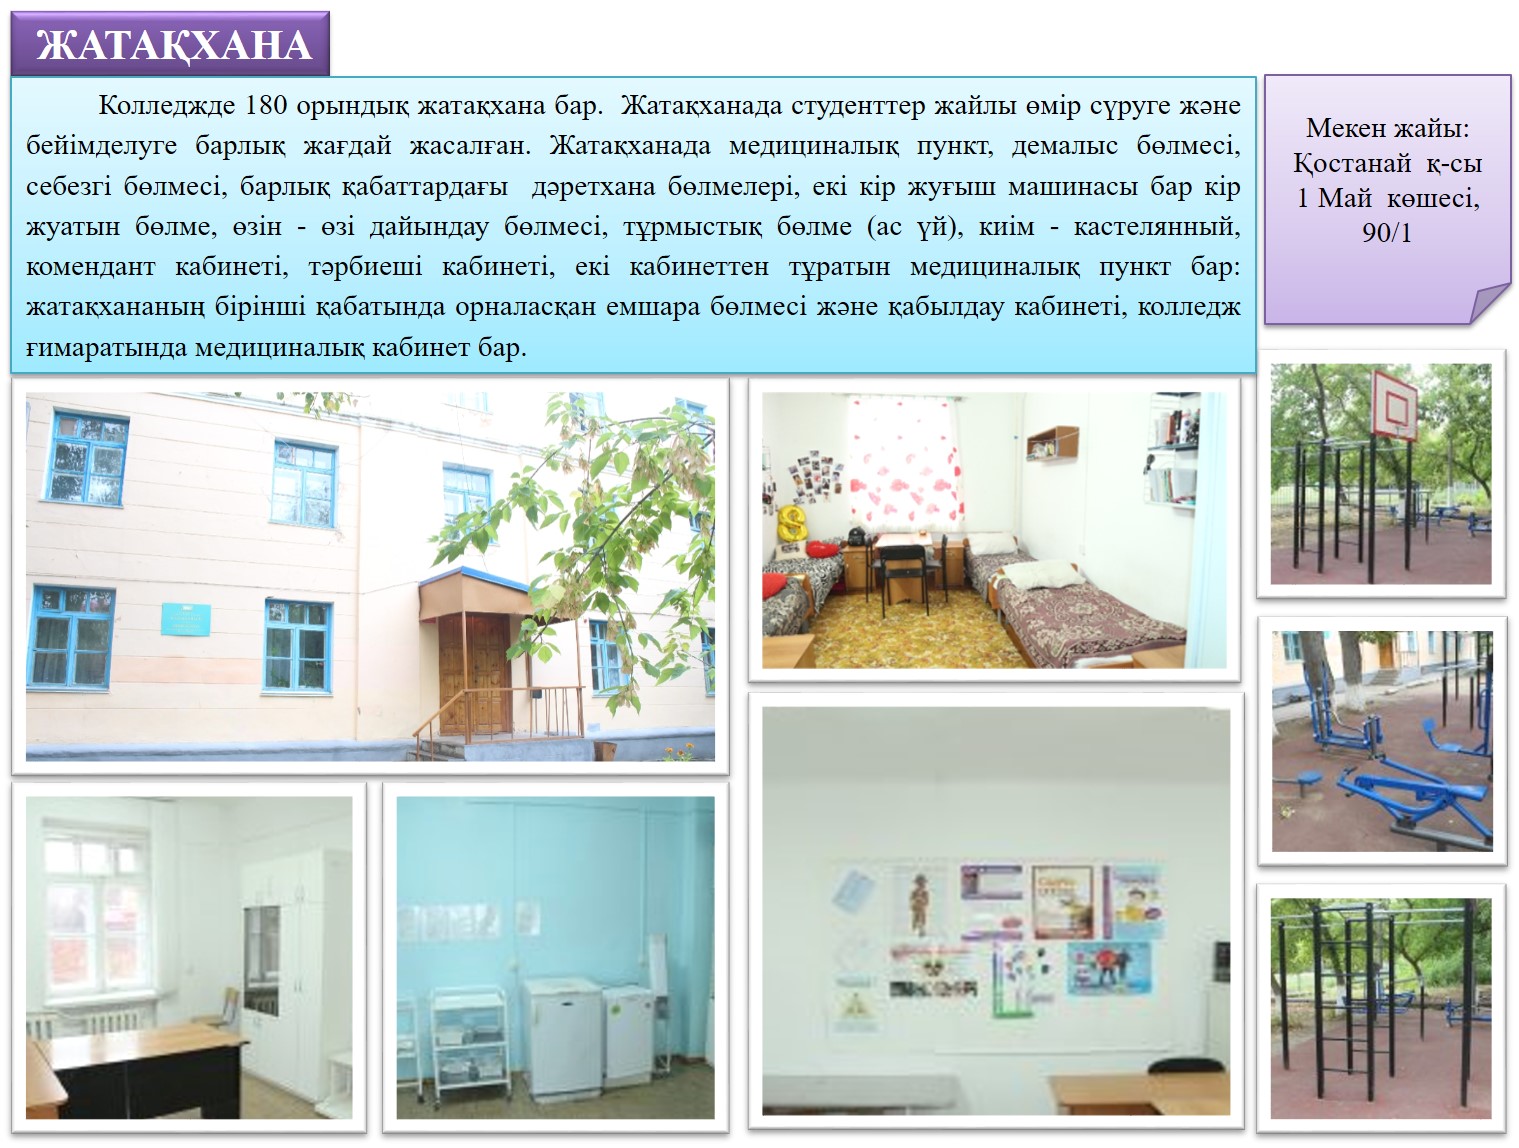 ЖАТАҚХАНА
Колледжде 180 орындық жатақхана бар. Жатақханада студенттер жайлы өмір сүруге және
бейімделуге барлық жағдай жасалған. Жатақханада медициналық пункт, демалыс бөлмесі,
себезгі бөлмесі, барлық қабаттардағы дәретхана бөлмелері, екі кір жуғыш машинасы бар кір
жуатын бөлме, өзін - өзі дайындау бөлмесі, тұрмыстық бөлме (ас үй), киім - кастелянный,
комендант кабинеті, тәрбиеші кабинеті, екі кабинеттен тұратын медициналық пункт бар:
жатақхананың бірінші қабатында орналасқан емшара бөлмесі және қабылдау кабинеті, колледж
ғимаратында медициналық кабинет бар.
Мекен жайы:
Қостанай қ-сы
1 Май көшесі,
90/1